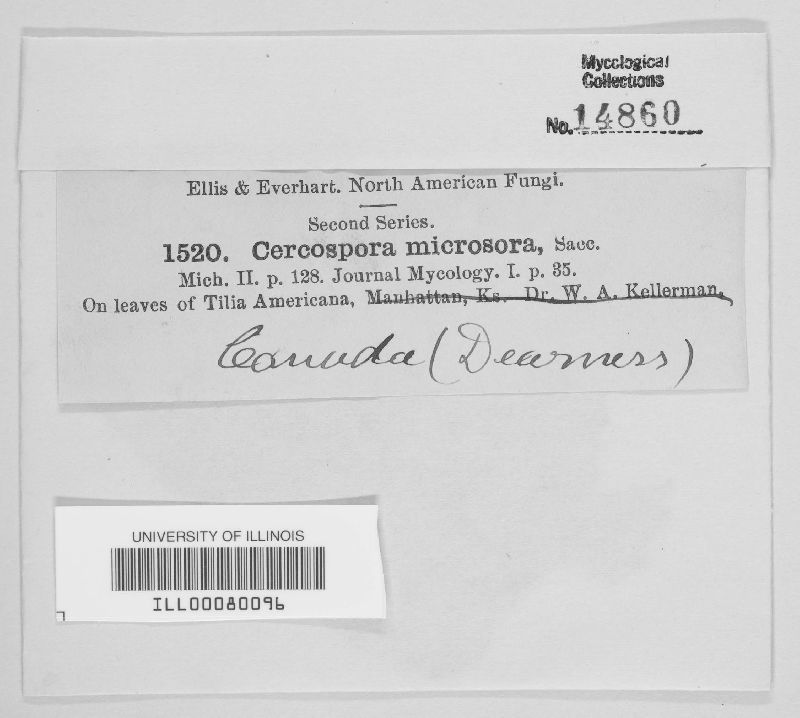 Mycological
Collections
No. 14860
Ellis & Everhart. North American Fungi.
Second Series.
1520. Cercospora microsora, Sacc.
Mich. II. p. 128. Journal Mycology. I. p. 35.
On leaves of Tilia Americana, Manhattan, Ks. Dr. W. A. Kellerman,
Canada (Dearness)
UNIVERSITY OF ILLINOIS
ILL00080096